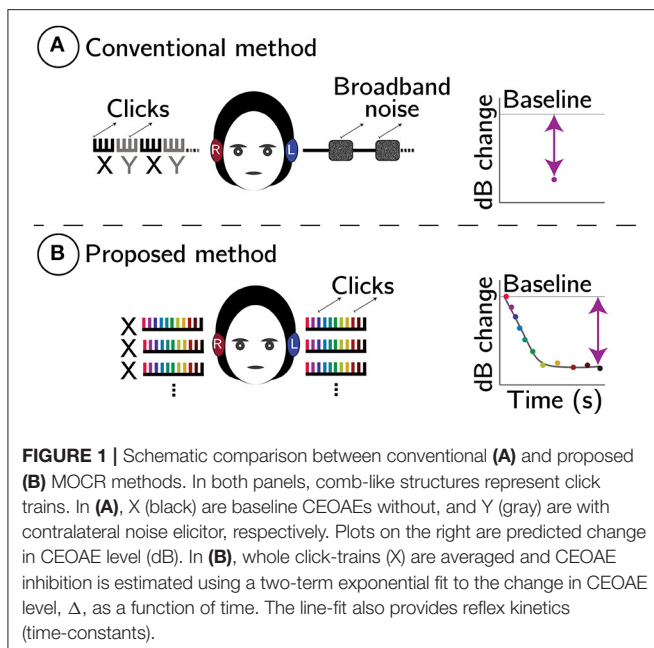 A Conventional method
Clicks
X Y X Y
R L
Broadband
noise
Baseline
dB change
B Proposed method
Clicks
X
X
X
R L
Baseline
dB change
Time (s)
FIGURE 1 | Schematic comparison between conventional (A) and proposed
(B) MOCR methods. In both panels, comb-like structures represent click
trains. In (A), X (black) are baseline CEOAEs without, and Y (gray) are with
contralateral noise elicitor, respectively. Plots on the right are predicted change
in CEOAE level (dB). In (B), whole click-trains (X) are averaged and CEOAE
inhibition is estimated using a two-term exponential fit to the change in CEOAE
level, Δ, as a function of time. The line-fit also provides reflex kinetics
(time-constants).